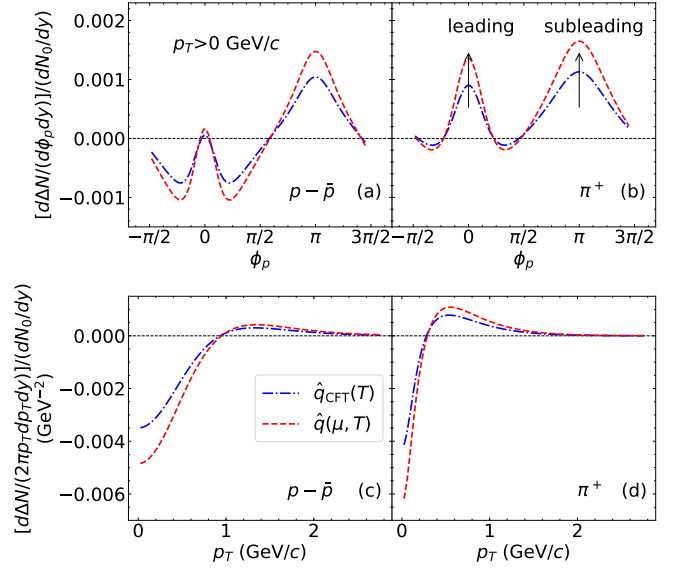 [dΔN/(dϕ_p dy)]/(dN_0/dy)
0.002
0.001
0.000
−0.001
p_T>0 GeV/c
p − p̄ (a)
−π/2 0 π/2 π 3π/2
ϕ_p
leading subleading
π^+ (b)
−π/2 0 π/2 π 3π/2
ϕ_p
[dΔN/(2πp_T dp_T dy)]/(dN_0/dy)
(GeV^−2)
0.000
−0.002
−0.004
−0.006
q̂_CFT(T)
q̂(μ, T)
p − p̄ (c)
0 1 2
p_T (GeV/c)
π^+ (d)
0 1 2
p_T (GeV/c)